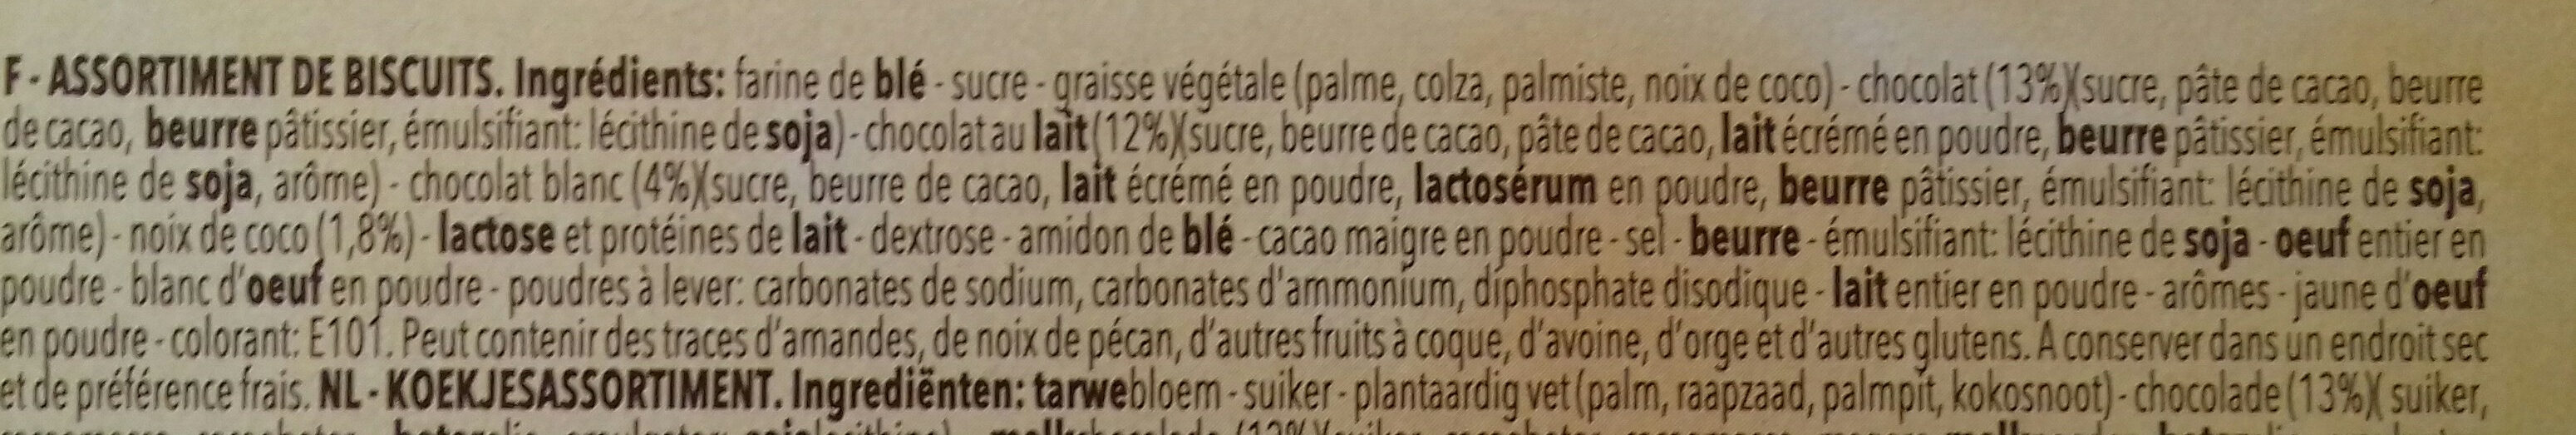 F - ASSORTIMENT DE BISCUITS. Ingrédients: farine de blé - sucre - graisse végétale (palme, colza, palmiste, noix de coco) - chocolat (13%)(sucre, pâte de cacao, beurre
de cacao, beurre pâtissier, émulsifiant: lécithine de soja) - chocolat au lait (12%)(sucre, beurre de cacao, pâte de cacao, lait écrémé en poudre, beurre pâtissier, émulsifiant:
lécithine de soja, arôme) - chocolat blanc (4%)(sucre, beurre de cacao, lait écrémé en poudre, lactosérum en poudre, beurre pâtissier, émulsifiant: lécithine de soja,
arôme) - noix de coco (1,8%) - lactose et protéines de lait - dextrose - amidon de blé - cacao maigre en poudre - sel - beurre - émulsifiant: lécithine de soja - oeuf entier en
poudre - blanc d'oeuf en poudre - poudres à lever: carbonates de sodium, carbonates d'ammonium, diphosphate disodique - lait entier en poudre - arômes - jaune d'oeuf
en poudre - colorant: E101. Peut contenir des traces d'amandes, de noix de pécan, d'autres fruits à coque, d'avoine, d'orge et d'autres glutens. A conserver dans un endroit sec
et de préférence frais. NL - KOEKJESASSORTIMENT. Ingrediënten: tarwebloem - suiker - plantaardig vet (palm, raapzaad, palmpit, kokosnoot) - chocolade (13%)( suiker,